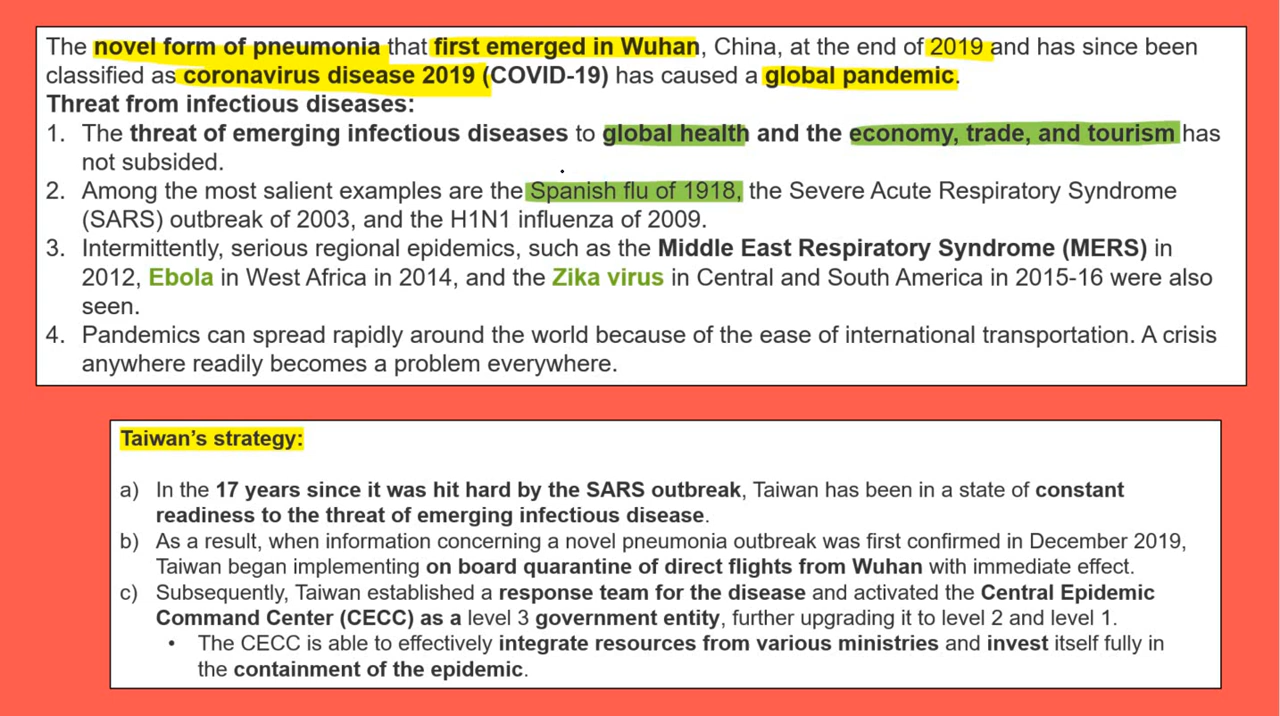 The novel form of pneumonia that first emerged in Wuhan, China, at the end of 2019 and has since been
classified as coronavirus disease 2019 (COVID-19) has caused a global pandemic.
Threat from infectious diseases:
1. The threat of emerging infectious diseases to global health and the economy, trade, and tourism has
not subsided.
2. Among the most salient examples are the Spanish flu of 1918, the Severe Acute Respiratory Syndrome
(SARS) outbreak of 2003, and the H1N1 influenza of 2009.
3. Intermittently, serious regional epidemics, such as the Middle East Respiratory Syndrome (MERS) in
2012, Ebola in West Africa in 2014, and the Zika virus in Central and South America in 2015-16 were also
seen.
4. Pandemics can spread rapidly around the world because of the ease of international transportation. A crisis
anywhere readily becomes a problem everywhere.
Taiwan’s strategy:
a) In the 17 years since it was hit hard by the SARS outbreak, Taiwan has been in a state of constant
readiness to the threat of emerging infectious disease.
b) As a result, when information concerning a novel pneumonia outbreak was first confirmed in December 2019,
Taiwan began implementing on board quarantine of direct flights from Wuhan with immediate effect.
c) Subsequently, Taiwan established a response team for the disease and activated the Central Epidemic
Command Center (CECC) as a level 3 government entity, further upgrading it to level 2 and level 1.
• The CECC is able to effectively integrate resources from various ministries and invest itself fully in
the containment of the epidemic.